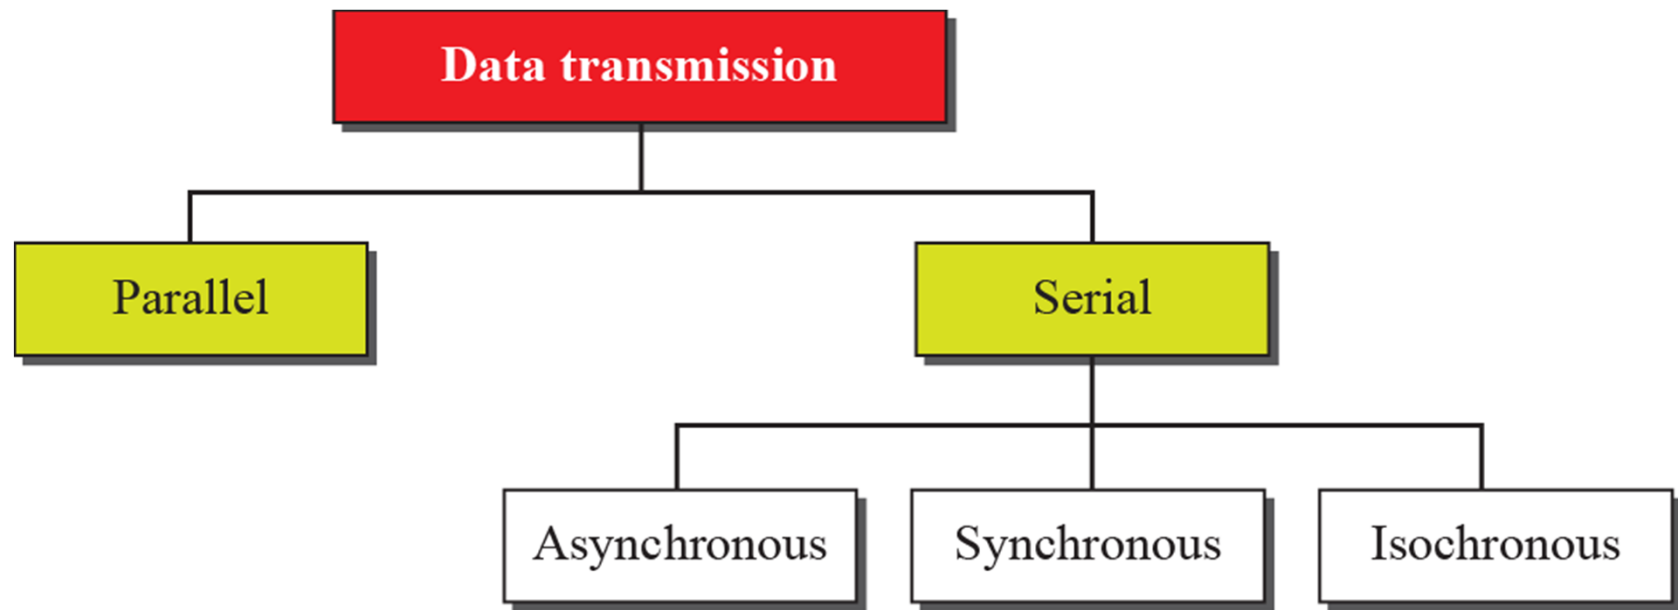 Data transmission
Parallel
Serial
Asynchronous
Synchronous
Isochronous